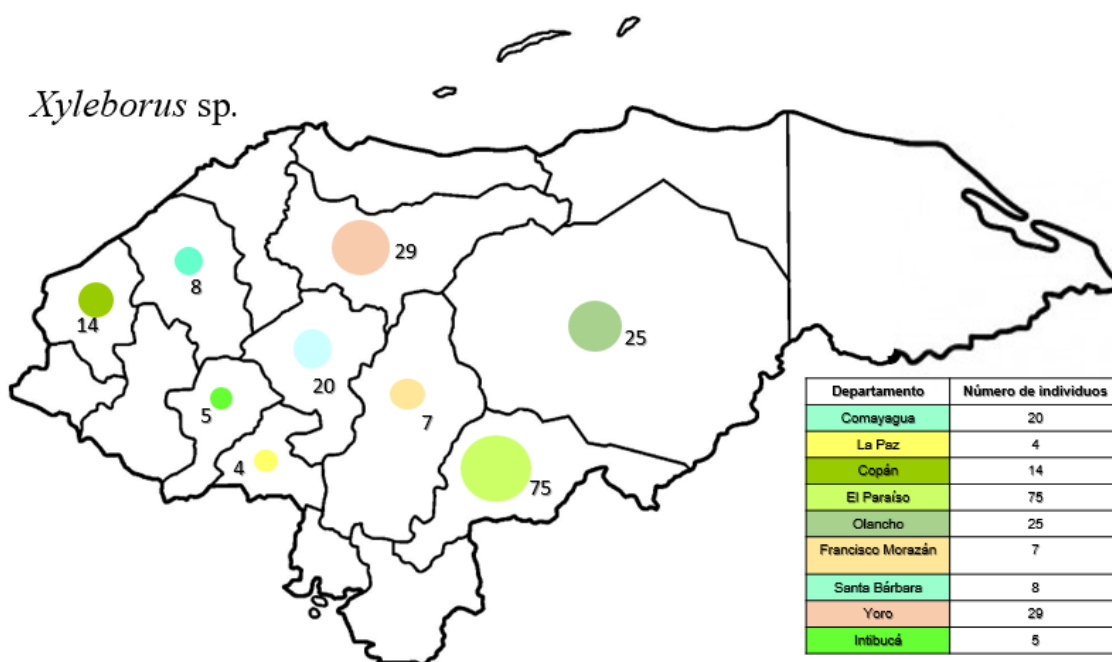 Xyleborus sp.
29
8
14
25
20
5
7
4
75
Departamento Número de individuos
Comayagua 20
La Paz 4
Copán 14
El Paraíso 75
Olancho 25
Francisco Morazán 7
Santa Bárbara 8
Yoro 29
Intibucá 5